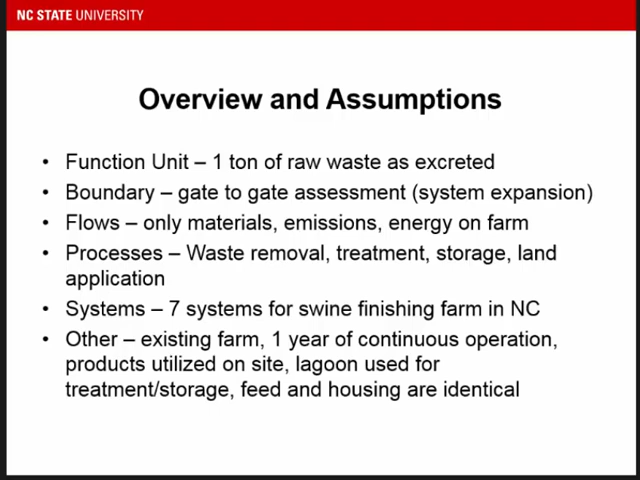 NC STATE UNIVERSITY
Overview and Assumptions
• Function Unit – 1 ton of raw waste as excreted
• Boundary – gate to gate assessment (system expansion)
• Flows – only materials, emissions, energy on farm
• Processes – Waste removal, treatment, storage, land
application
• Systems – 7 systems for swine finishing farm in NC
• Other – existing farm, 1 year of continuous operation,
products utilized on site, lagoon used for
treatment/storage, feed and housing are identical